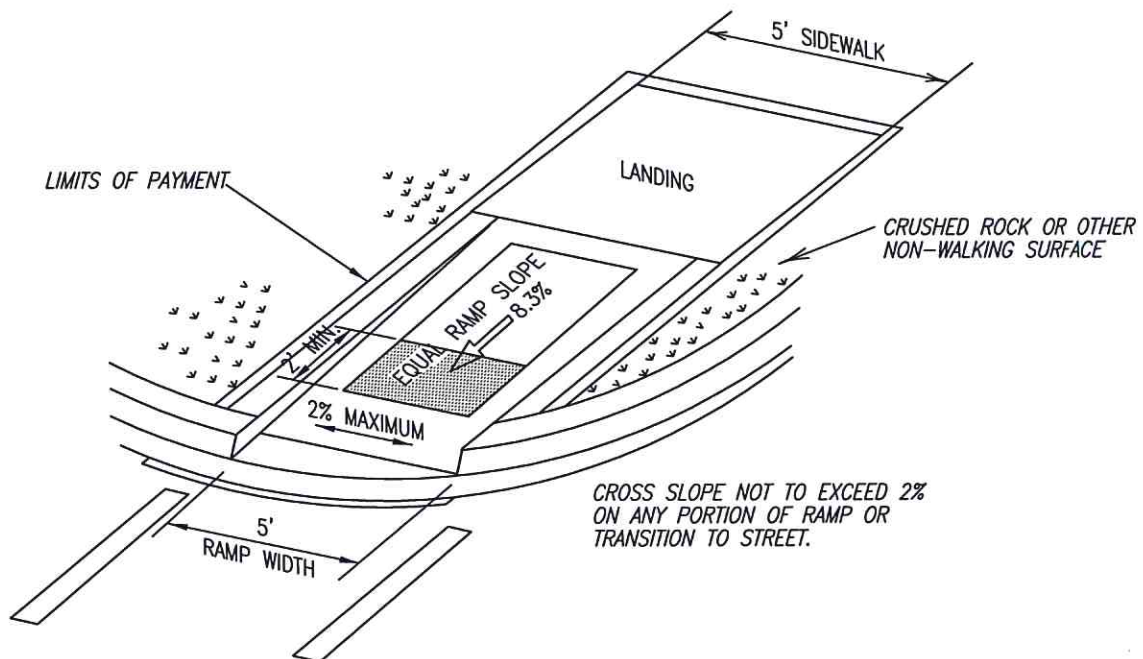 5' SIDEWALK
LIMITS OF PAYMENT
LANDING
CRUSHED ROCK OR OTHER
NON-WALKING SURFACE
EQUAL RAMP SLOPE
8.3%
2' MIN.
2% MAXIMUM
CROSS SLOPE NOT TO EXCEED 2%
ON ANY PORTION OF RAMP OR
TRANSITION TO STREET.
5'
RAMP WIDTH